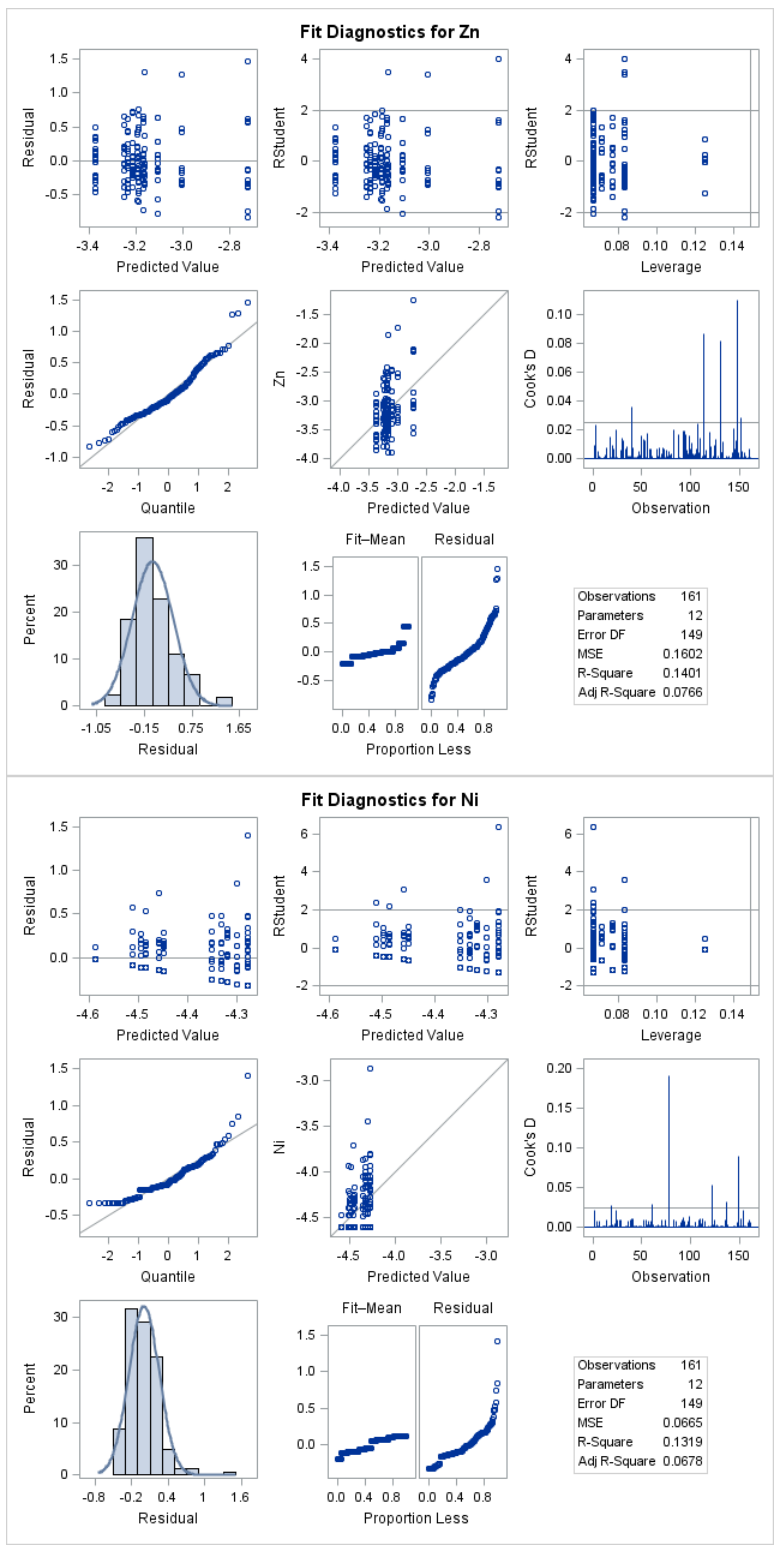 Fit Diagnostics for Zn
Residual
1.5
1.0
0.5
0.0
-0.5
-3.4 -3.2 -3.0 -2.8
Predicted Value
RStudent
4
2
0
-2
-3.4 -3.2 -3.0 -2.8
Predicted Value
RStudent
4
2
0
-2
0.08 0.10 0.12 0.14
Leverage
Residual
1.5
1.0
0.5
0.0
-0.5
-1.0
-2 -1 0 1 2
Quantile
Zn
-1.5
-2.0
-2.5
-3.0
-3.5
-4.0
-4.0 -3.5 -3.0 -2.5 -2.0 -1.5
Predicted Value
Cook's D
0.10
0.08
0.06
0.04
0.02
0.00
0 50 100 150
Observation
Percent
30
20
10
0
-1.05 -0.15 0.75 1.65
Residual
Fit–Mean Residual
1.5
1.0
0.5
0.0
-0.5
0.0 0.4 0.8 0.0 0.4 0.8
Proportion Less
Observations 161
Parameters 12
Error DF 149
MSE 0.1602
R-Square 0.1401
Adj R-Square 0.0766
Fit Diagnostics for Ni
Residual
1.5
1.0
0.5
0.0
-4.6 -4.5 -4.4 -4.3
Predicted Value
RStudent
6
4
2
0
-2
-4.6 -4.5 -4.4 -4.3
Predicted Value
RStudent
6
4
2
0
-2
0.08 0.10 0.12 0.14
Leverage
Residual
1.5
1.0
0.5
0.0
-0.5
-2 -1 0 1 2
Quantile
Ni
-3.0
-3.5
-4.0
-4.5
-4.5 -4.0 -3.5 -3.0
Predicted Value
Cook's D
0.20
0.15
0.10
0.05
0.00
0 50 100 150
Observation
Percent
30
20
10
0
-0.8 -0.2 0.4 1 1.6
Residual
Fit–Mean Residual
1.5
1.0
0.5
0.0
0.0 0.4 0.8 0.0 0.4 0.8
Proportion Less
Observations 161
Parameters 12
Error DF 149
MSE 0.0665
R-Square 0.1319
Adj R-Square 0.0678